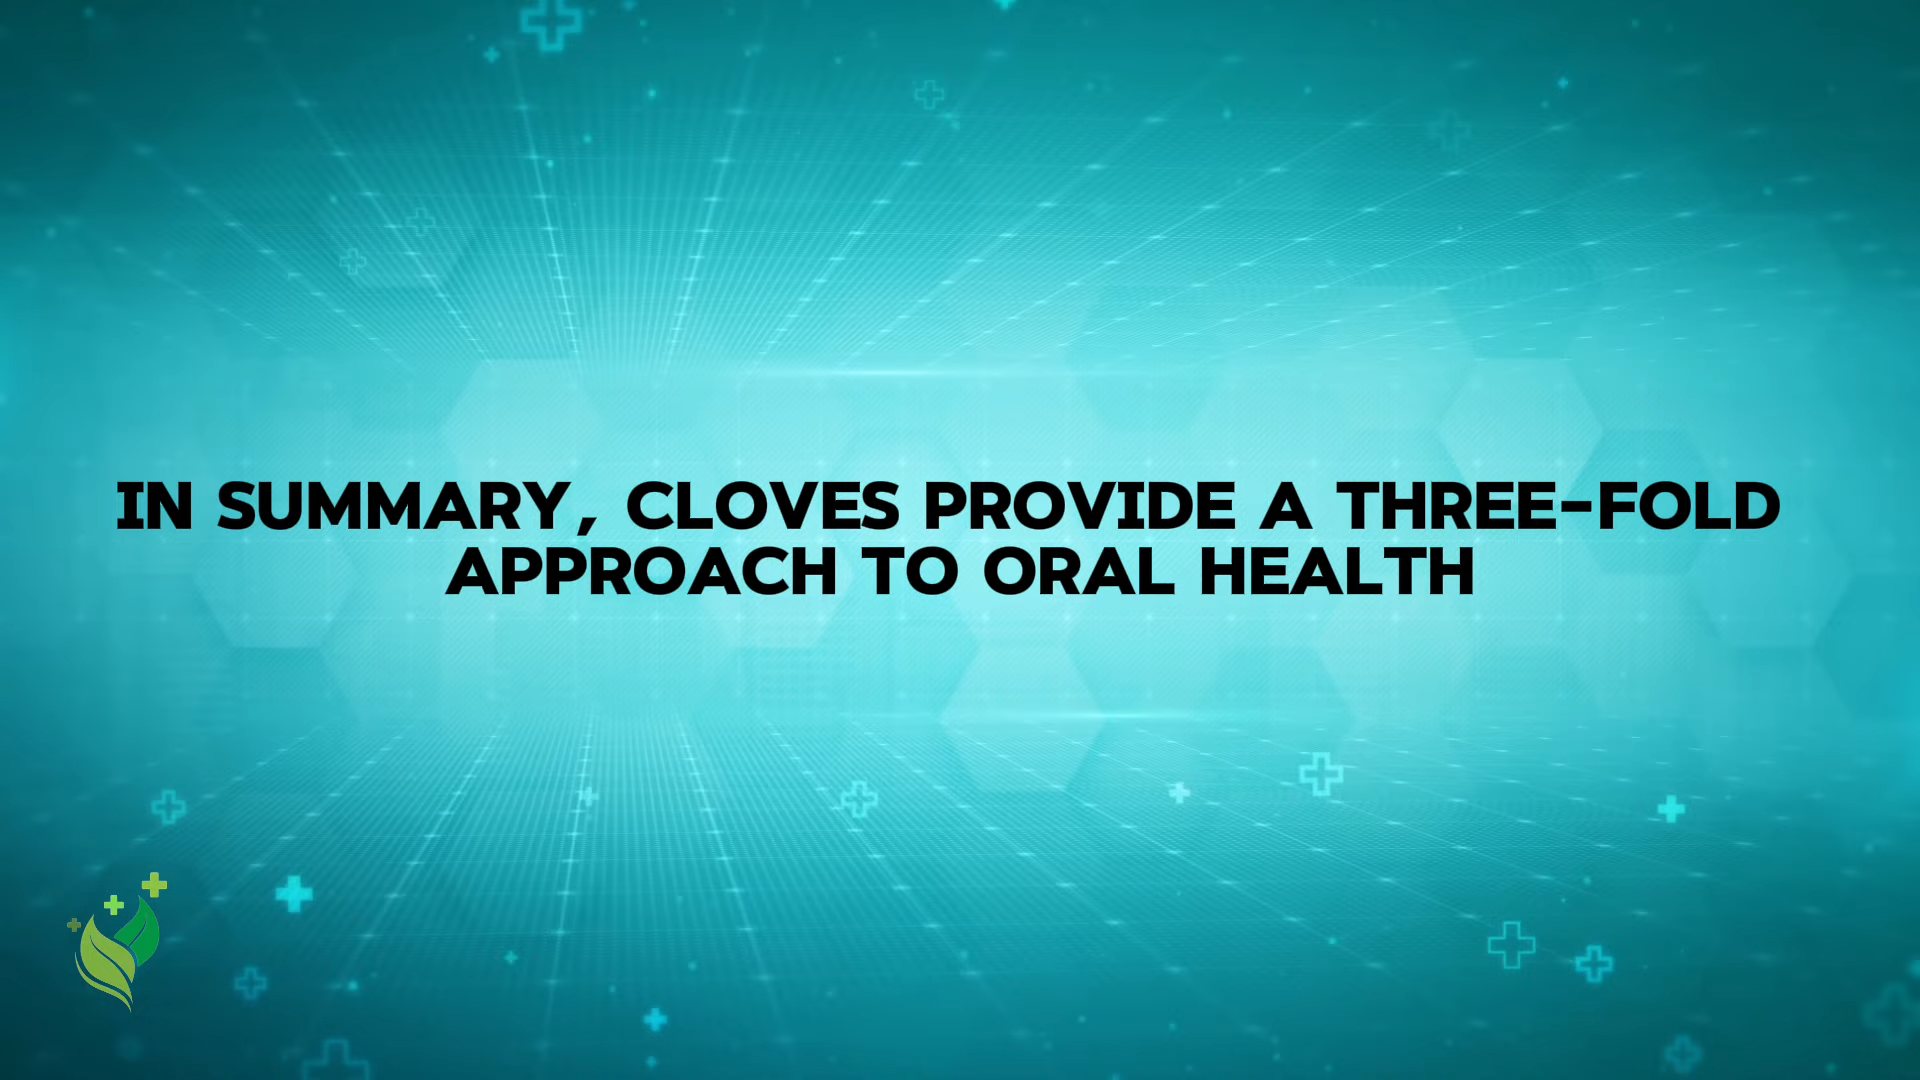 IN SUMMARY, CLOVES PROVIDE A THREE-FOLD
APPROACH TO ORAL HEALTH